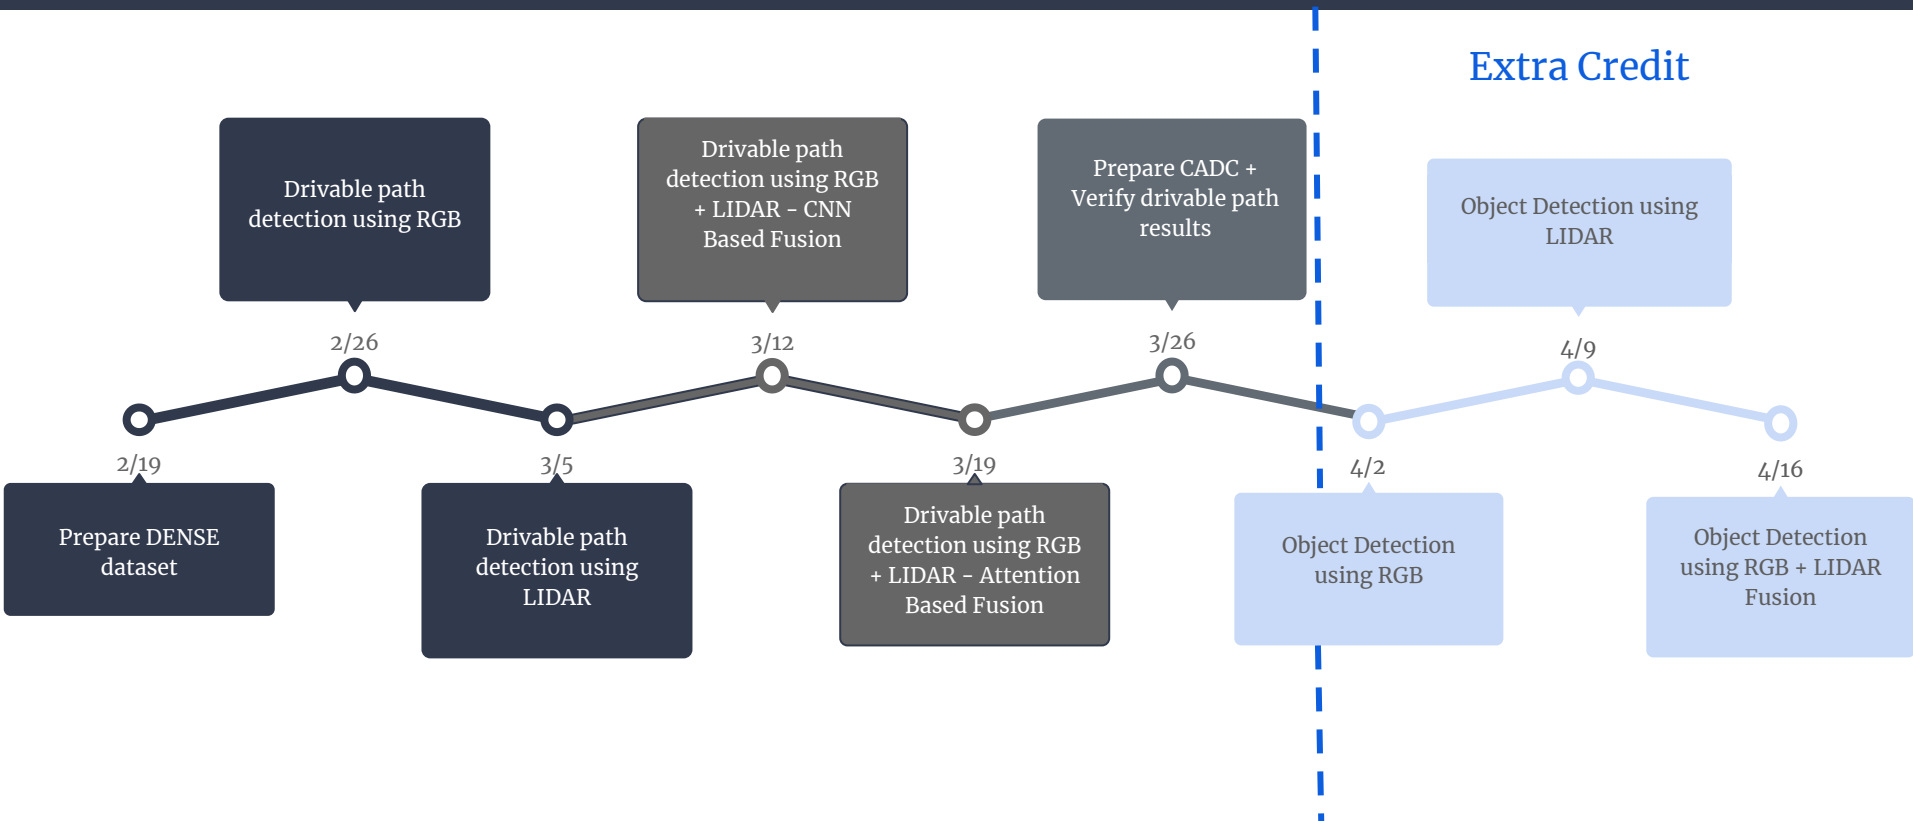 Extra Credit
Drivable path
detection using RGB
Drivable path
detection using RGB
+ LIDAR - CNN
Based Fusion
Prepare CADC +
Verify drivable path
results
Object Detection using
LIDAR
2/26
3/12
3/26
4/9
2/19
3/5
3/19
4/2
4/16
Prepare DENSE
dataset
Drivable path
detection using
LIDAR
Drivable path
detection using RGB
+ LIDAR - Attention
Based Fusion
Object Detection
using RGB
Object Detection
using RGB + LIDAR
Fusion